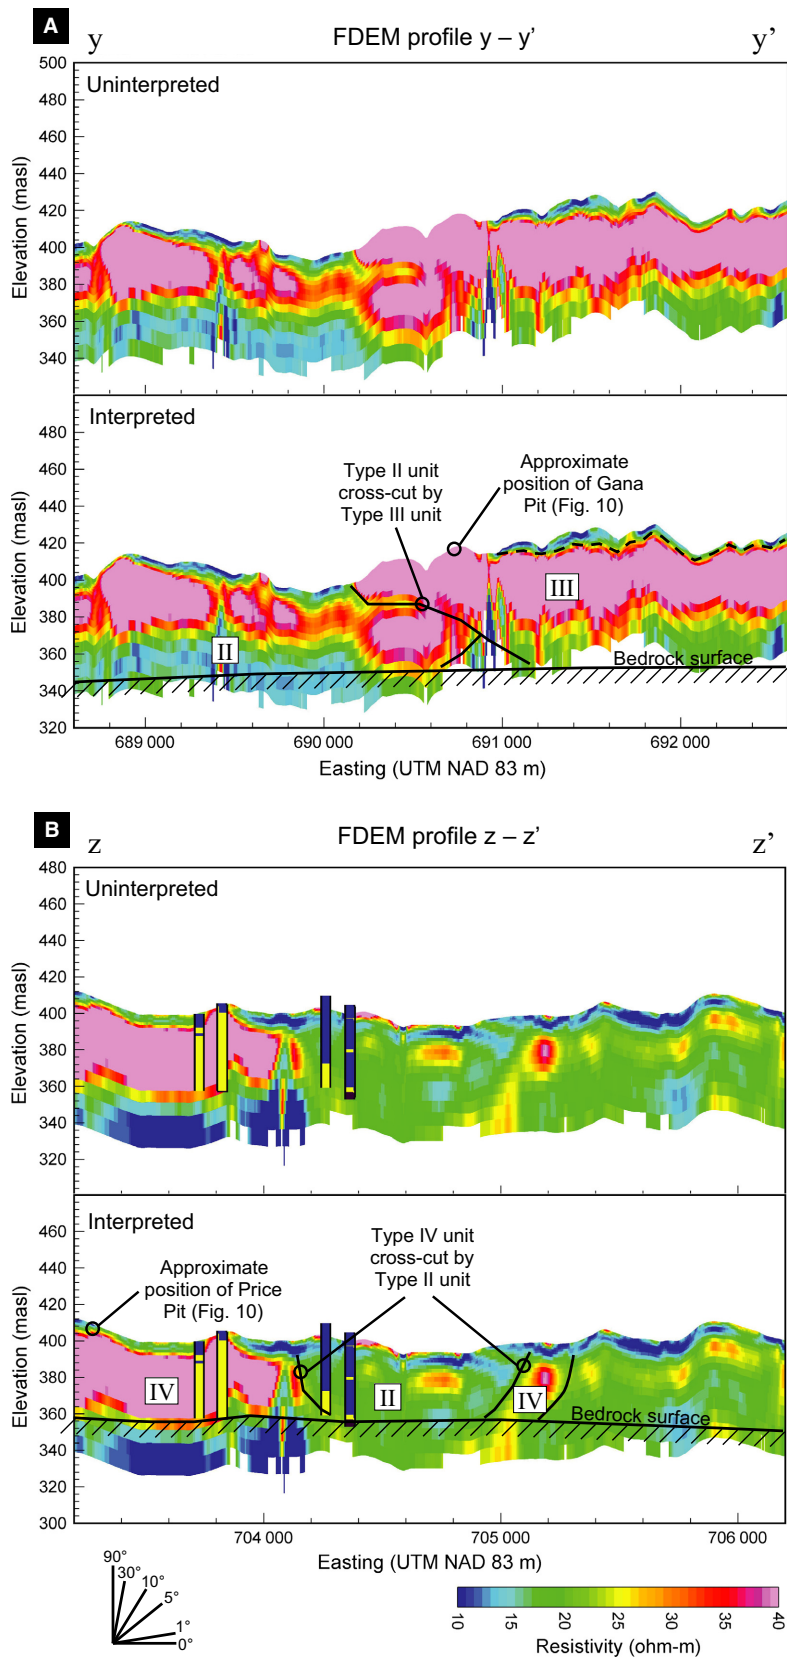 A
y
FDEM profile y – y'
y'
500
Uninterpreted
480
460
440
420
400
380
360
340
Elevation (masl)
Interpreted
480
460
440
420
400
380
360
340
320
Elevation (masl)
Type II unit
cross-cut by
Type III unit
Approximate
position of Gana
Pit (Fig. 10)
III
II
Bedrock surface
689 000
690 000
691 000
692 000
Easting (UTM NAD 83 m)
B
z
FDEM profile z – z'
z'
480
Uninterpreted
460
440
420
400
380
360
340
320
Elevation (masl)
Interpreted
460
440
420
400
380
360
340
320
300
Elevation (masl)
Approximate
position of Price
Pit (Fig. 10)
Type IV unit
cross-cut by
Type II unit
IV
II
IV
Bedrock surface
704 000
705 000
706 000
Easting (UTM NAD 83 m)
90°
30°
10°
5°
1°
0°
10
15
20
25
30
35
40
Resistivity (ohm-m)